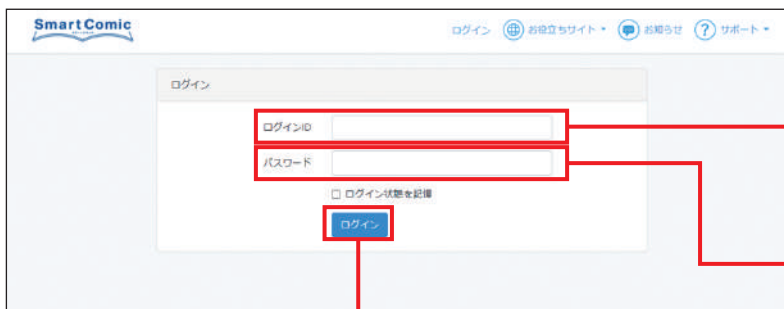 SmartComic
ログイン お役立ちサイト お知らせ ? サポート
ログイン
ログインID
パスワード
ログイン状態を記憶
ログイン